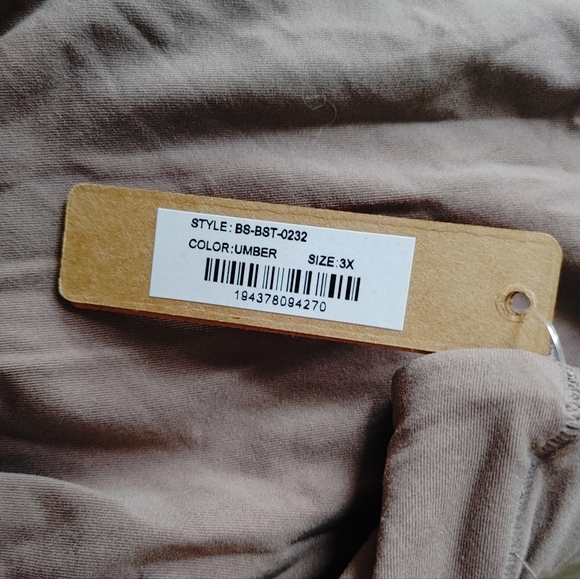 STYLE: BS-BST-0232
COLOR:UMBER SIZE:3X
194378094270